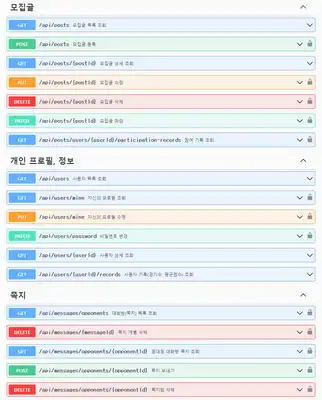 모집글
GET /api/posts 모집글 목록 조회
POST /api/posts 모집글 등록
GET /api/posts/{postId} 모집글 상세 조회
PUT /api/posts/{postId} 모집글 수정
DELETE /api/posts/{postId} 모집글 삭제
PATCH /api/posts/{postId} 모집글 마감
GET /api/posts/users/{userId}/participation-records 참여 기록 조회
개인 프로필, 정보
GET /api/users 사용자 목록 조회
GET /api/users/mine 자신의 프로필 조회
PUT /api/users/mine 자신의 프로필 수정
PATCH /api/users/password 비밀번호 변경
GET /api/users/{userId} 사용자 상세 조회
GET /api/users/{userId}/records 사용자 기록(경기수, 평균점수) 조회
쪽지
GET /api/messages/opponents 대화방(쪽지) 목록 조회
DELETE /api/messages/{messageId} 쪽지 개별 삭제
GET /api/messages/opponents/{opponentId} 대화방 쪽지 조회
POST /api/messages/opponents/{opponentId} 쪽지 보내기
DELETE /api/messages/opponents/{opponentId} 쪽지방 삭제